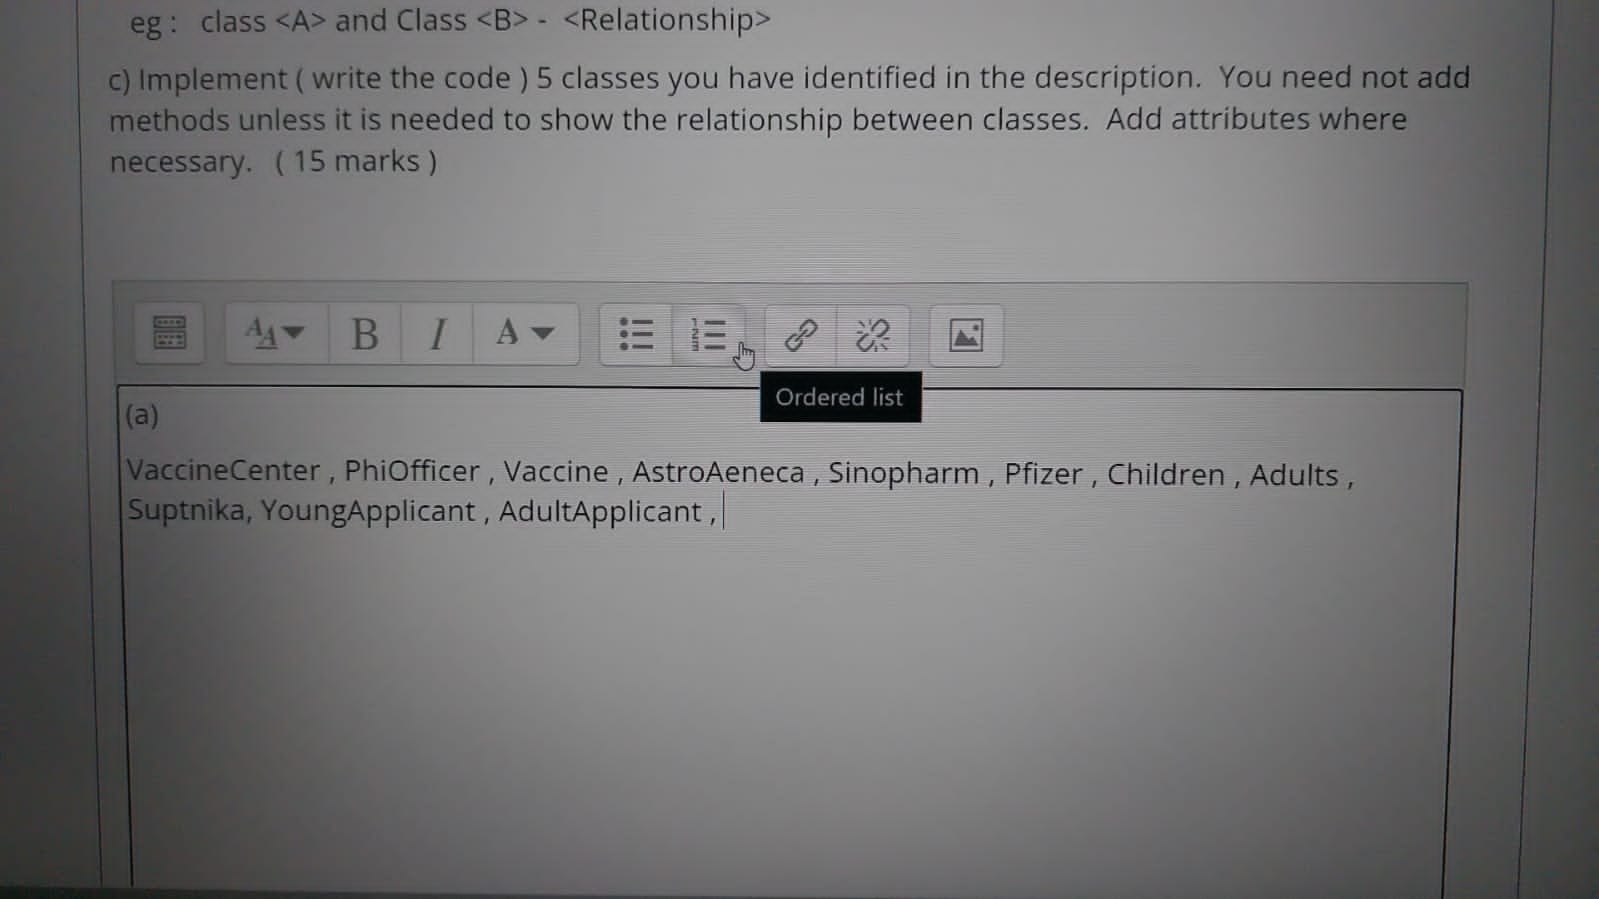 eg : class <A> and Class <B> - <Relationship>
c) Implement ( write the code ) 5 classes you have identified in the description. You need not add
methods unless it is needed to show the relationship between classes. Add attributes where
necessary. ( 15 marks )
AA B I A
Ordered list
(a)
VaccineCenter , PhiOfficer , Vaccine , AstroAeneca , Sinopharm , Pfizer , Children , Adults ,
Suptnika, YoungApplicant , AdultApplicant ,